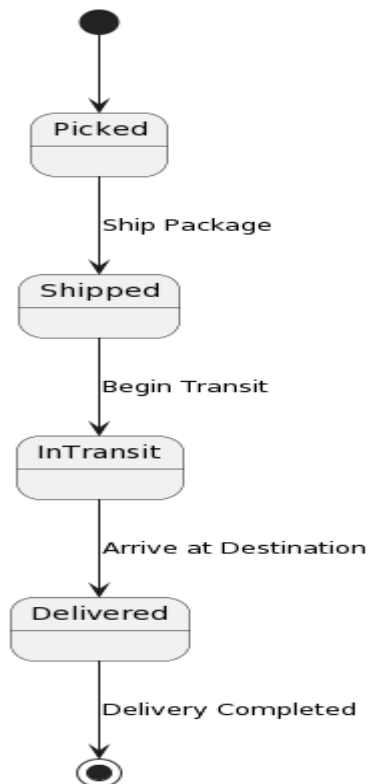 Picked
Ship Package
Shipped
Begin Transit
InTransit
Arrive at Destination
Delivered
Delivery Completed